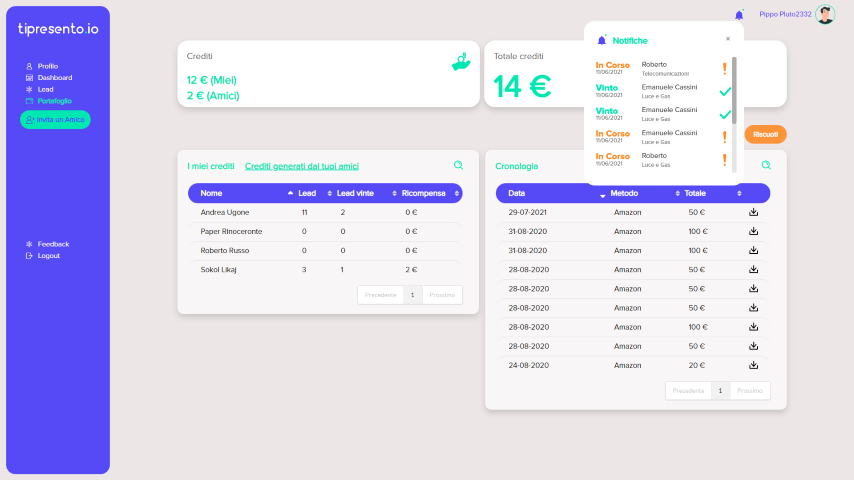 tipresento.io
Profilo
Dashboard
Lead
Portafoglio
Invita un Amico
Feedback
Logout
Pippo Pluto2332
Crediti
12 € (Miei)
2 € (Amici)
Totale crediti
14 €
Notifiche
×
In Corso
11/06/2021
Roberto
Telecomunicazioni
Vinto
11/06/2021
Emanuele Cassini
Luce e Gas
Vinto
11/06/2021
Emanuele Cassini
Luce e Gas
In Corso
11/06/2021
Emanuele Cassini
Luce e Gas
In Corso
11/06/2021
Roberto
Luce e Gas
Riscuoti
I miei crediti Crediti generati dai tuoi amici
Nome Lead Lead vinte Ricompensa
Andrea Ugone 11 2 0 €
Paper Rinoceronte 0 0 0 €
Roberto Russo 0 0 0 €
Sokol Likaj 3 1 2 €
Precedente 1 Prossimo
Cronologia
Data Metodo Totale
29-07-2021 Amazon 50 €
31-08-2020 Amazon 100 €
31-08-2020 Amazon 100 €
28-08-2020 Amazon 50 €
28-08-2020 Amazon 50 €
28-08-2020 Amazon 50 €
28-08-2020 Amazon 100 €
28-08-2020 Amazon 50 €
24-08-2020 Amazon 20 €
Precedente 1 Prossimo